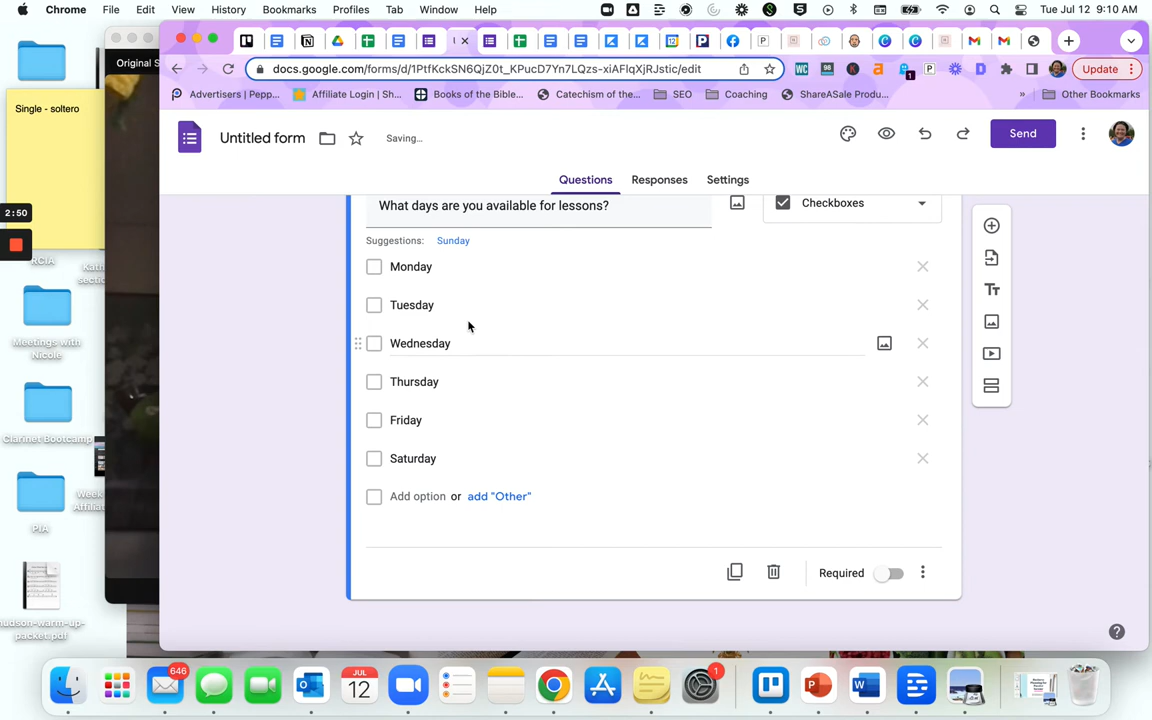 Chrome File Edit View History Bookmarks Profiles Tab Window Help Tue Jul 12 9:10 AM
Original S
docs.google.com/forms/d/1PtfKckSN6QjZ0t_KPucD7Yn7LQzs-xiAFlqXjRJstic/edit
Update
Advertisers | Pepp... Affiliate Login | Sh... Books of the Bible... Catechism of the... SEO Coaching ShareASale Produ... » Other Bookmarks
Single - soltero
Untitled form Saving... Send
Questions Responses Settings
2:50
What days are you available for lessons? Checkboxes
Suggestions: Sunday
Monday
Tuesday
Wednesday
Thursday
Friday
Saturday
Add option or add "Other"
Required
RCIA
Meetings with
Nicole
Clarinet Bootcamp
Week
Affilia
PIA
hudson-warm-up-
packet.pdf
646
JUL
12
1